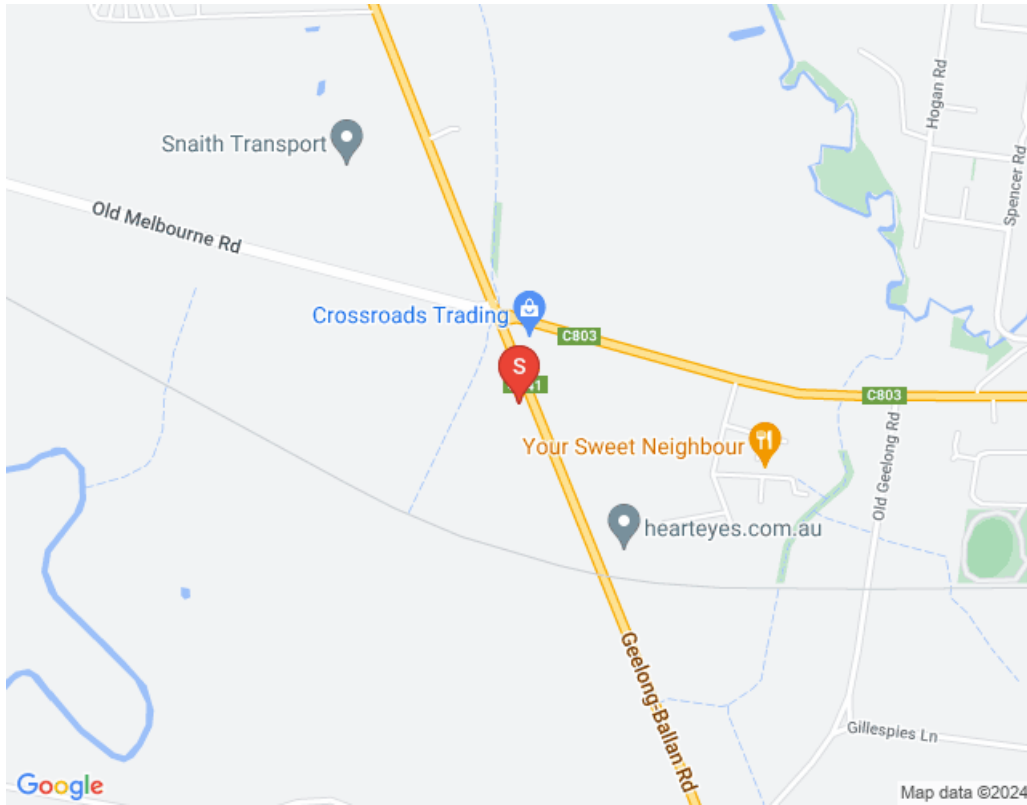 Hogan Rd
Spencer Rd
Snaith Transport
Old Melbourne Rd
Crossroads Trading
C803
S
C803
Your Sweet Neighbour
Old Geelong Rd
hearteyes.com.au
Geelong-Ballan Rd
Gillespies Ln
Google
Map data ©2024